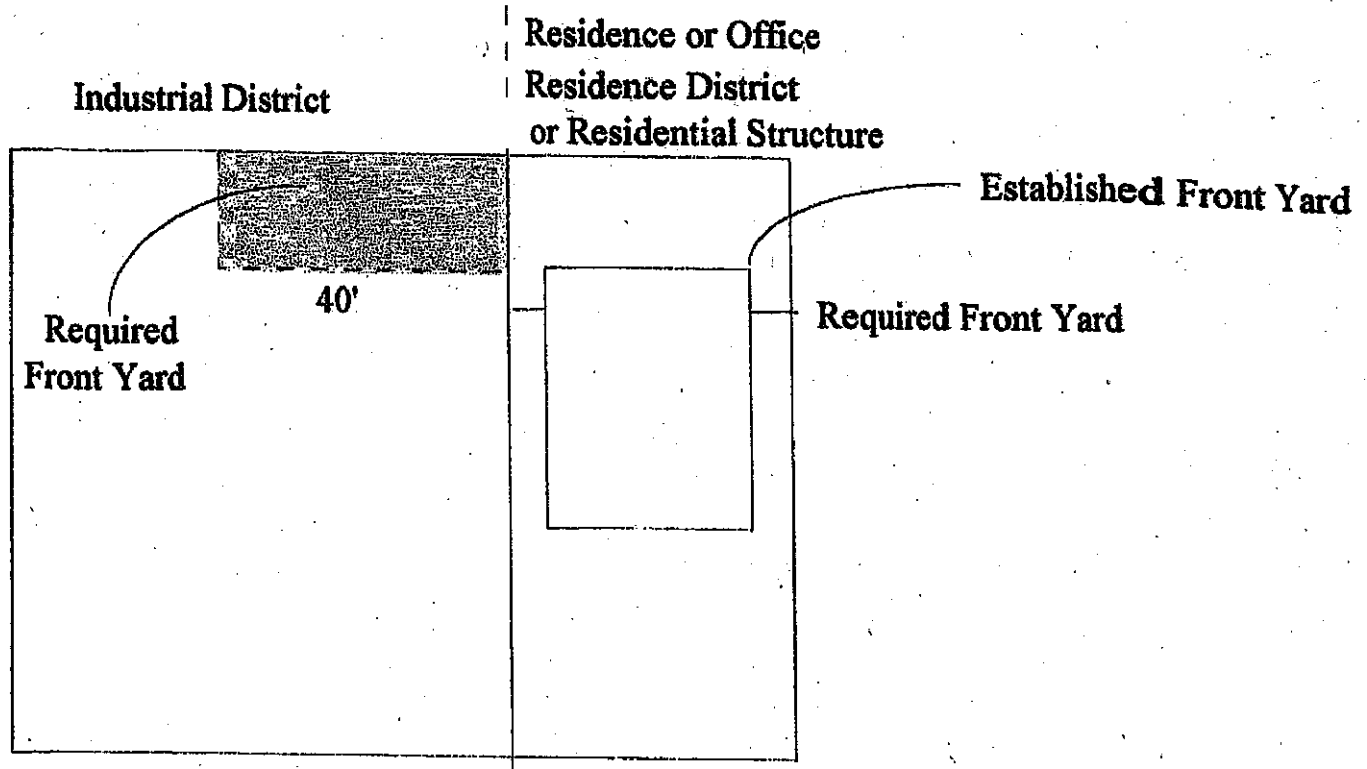 Residence or Office
Industrial District
Residence District
or Residential Structure
Established Front Yard
40'
Required Front Yard
Required
Front Yard